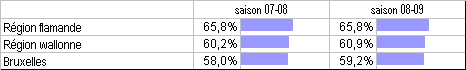 saison 07-08 saison 08-09
Région flamande 65,8% 65,8%
Région wallonne 60,2% 60,9%
Bruxelles 58,0% 59,2%